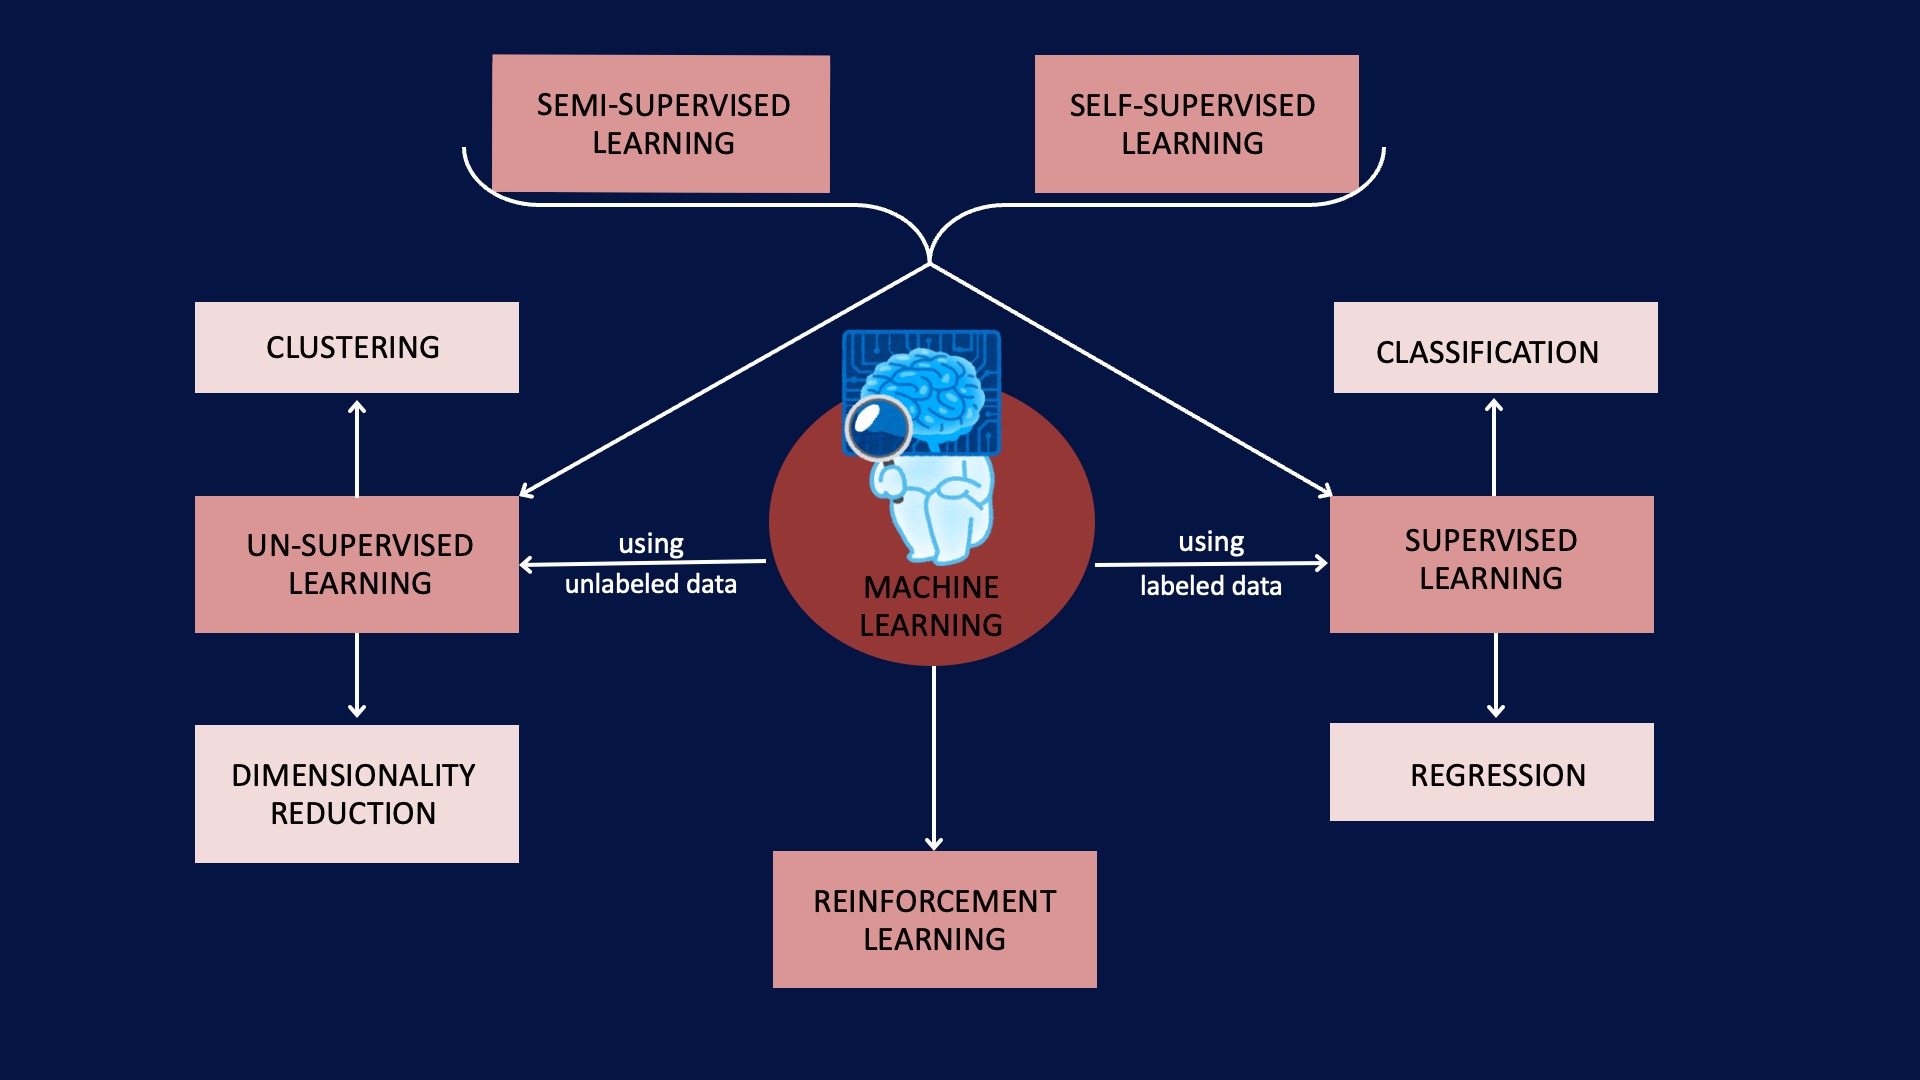 SEMI-SUPERVISED
LEARNING
SELF-SUPERVISED
LEARNING
CLUSTERING
CLASSIFICATION
UN-SUPERVISED
LEARNING
using
unlabeled data
MACHINE
LEARNING
using
labeled data
SUPERVISED
LEARNING
DIMENSIONALITY
REDUCTION
REGRESSION
REINFORCEMENT
LEARNING